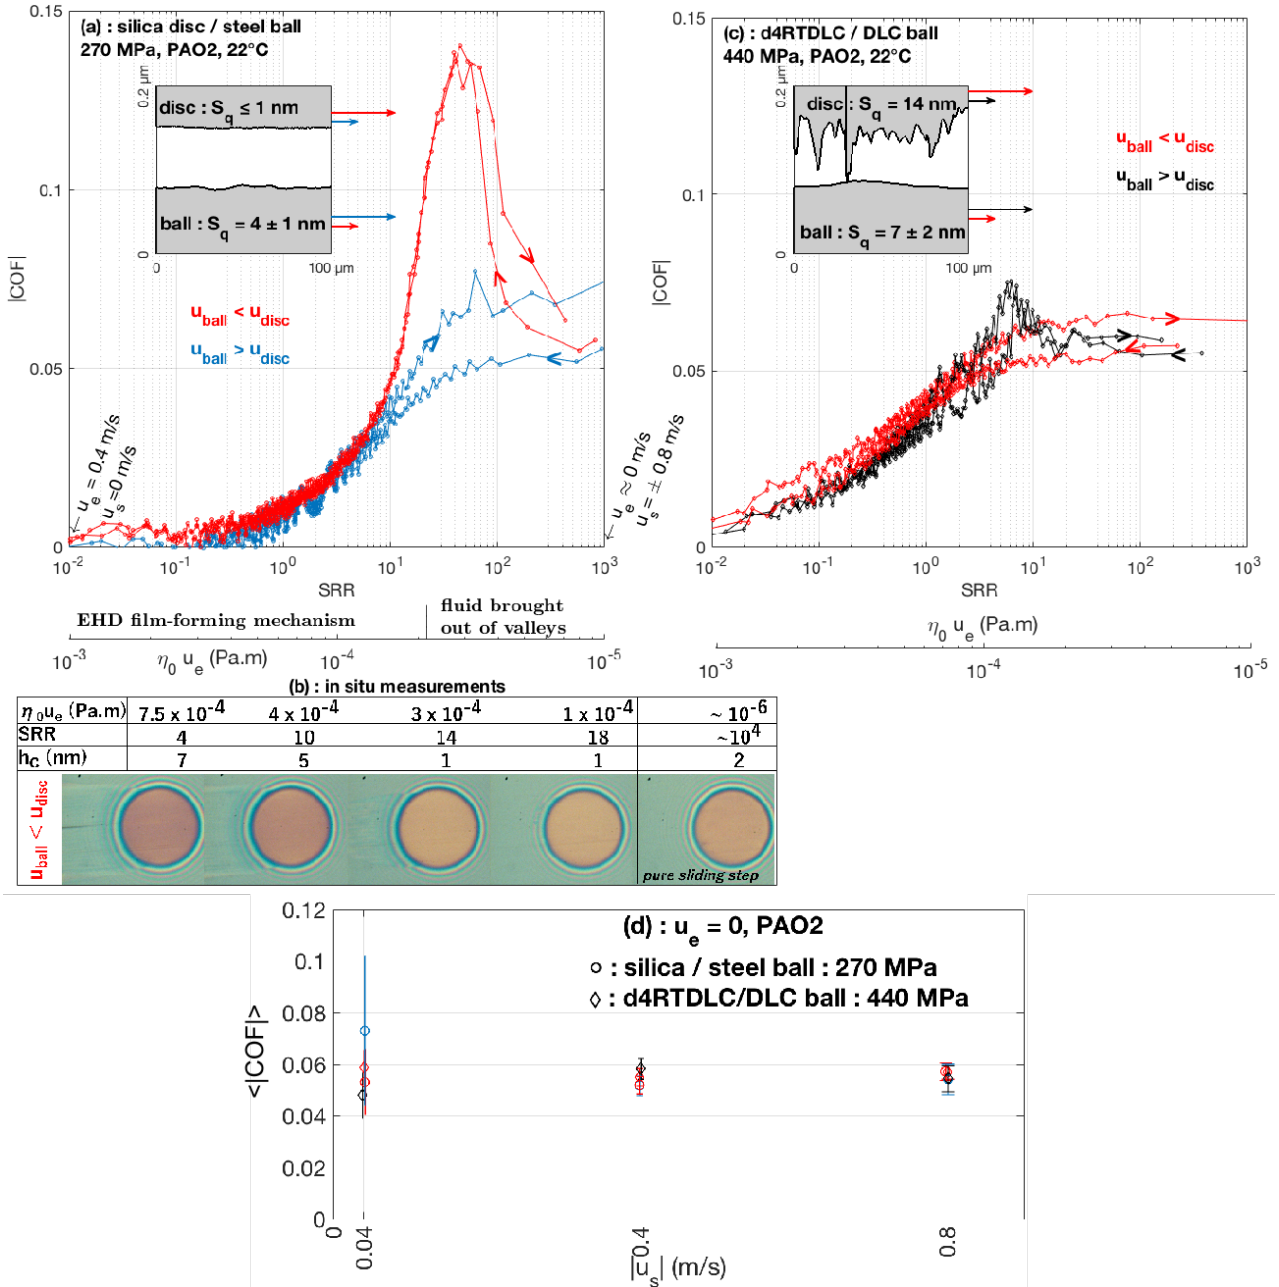 (a) : silica disc / steel ball
270 MPa, PAO2, 22°C
0.15
0.1
0.05
0
|COF|
0.2 µm
0
disc : Sq ≤ 1 nm
ball : Sq = 4 ± 1 nm
0
100 µm
uball < udisc
uball > udisc
← ue = 0.4 m/s
us=0 m/s
← ue ≈ 0 m/s
us = ± 0.8 m/s
10-2
10-1
100
101
102
103
SRR
EHD film-forming mechanism
fluid brought
out of valleys
10-3
η0 ue (Pa.m)
10-4
10-5
(c) : d4RTDLC / DLC ball
440 MPa, PAO2, 22°C
0.15
0.1
0.05
0
|COF|
0.2 µm
0
disc : Sq = 14 nm
ball : Sq = 7 ± 2 nm
0
100 µm
uball < udisc
uball > udisc
10-2
10-1
100
101
102
103
SRR
η0 ue (Pa.m)
10-3
10-4
10-5
(b) : in situ measurements
η0ue (Pa.m) 7.5 x 10-4 4 x 10-4 3 x 10-4 1 x 10-4 ~ 10-6
SRR 4 10 14 18 ~104
hc (nm) 7 5 1 1 2
uball < udisc
pure sliding step
(d) : ue = 0, PAO2
○ : silica / steel ball : 270 MPa
◇ : d4RTDLC/DLC ball : 440 MPa
<|COF|>
0.12
0.1
0.08
0.06
0.04
0.02
0
0
0.04
0.4
0.8
|us| (m/s)